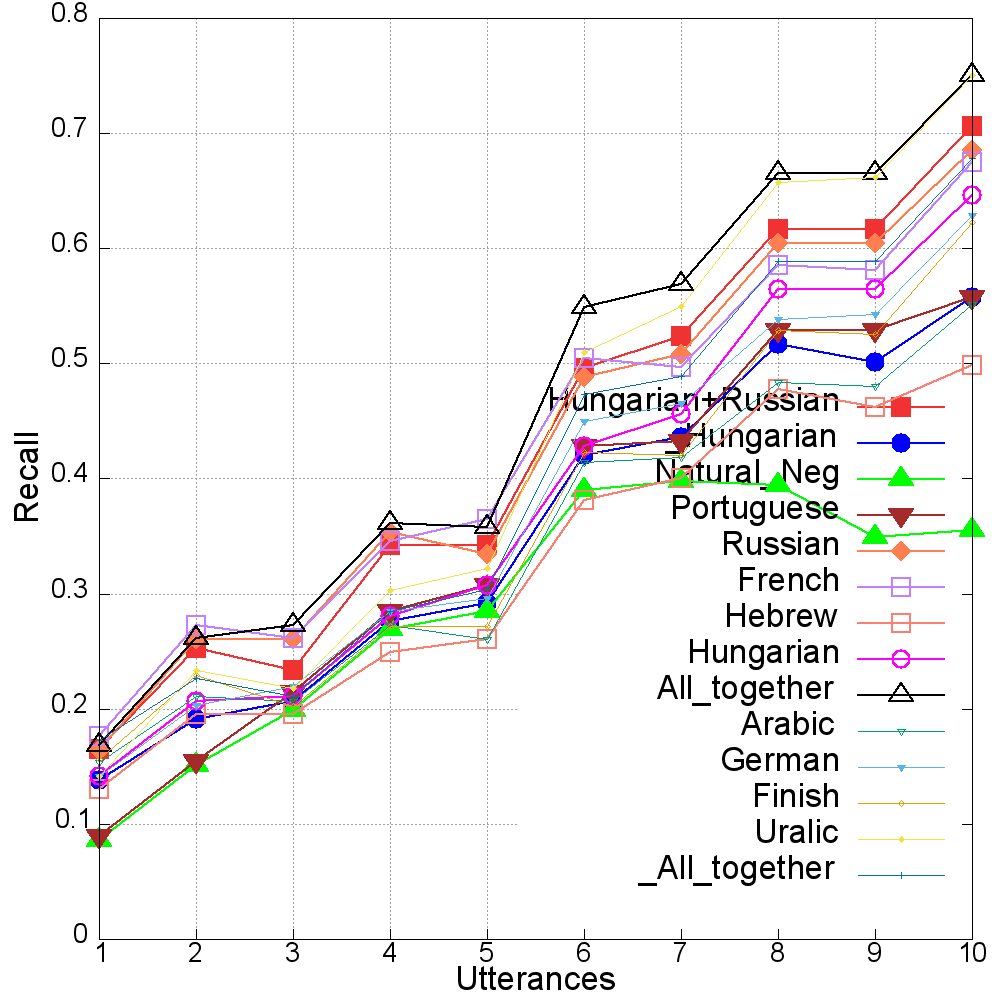 0.8
0.7
0.6
0.5
0.4
0.3
0.2
0.1
0
Recall
Hungarian+Russian
_Hungarian
Natural_Neg
Portuguese
Russian
French
Hebrew
Hungarian
All_together
Arabic
German
Finish
Uralic
_All_together
1 2 3 4 5 6 7 8 9 10
Utterances